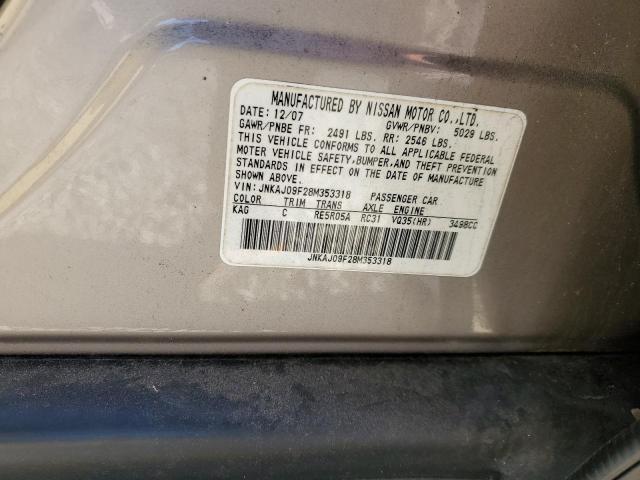 MANUFACTURED BY NISSAN MOTOR CO.,LTD.
DATE: 12/07 GVWR/PNBV: 5029 LBS.
GAWR/PNBE FR: 2491 LBS. RR: 2546 LBS.
THIS VEHICLE CONFORMS TO ALL APPLICABLE FEDERAL
MOTOR VEHICLE SAFETY, BUMPER, AND THEFT PREVENTION
STANDARDS IN EFFECT ON THE DATE OF MANUFACTURE
SHOWN ABOVE.
VIN: JNKAJ09F28M353318 PASSENGER CAR
COLOR TRIM TRANS AXLE ENGINE
KAG C RE5R05A RC31 VQ35(HR) 3498CC
JNKAJ09F28M353318